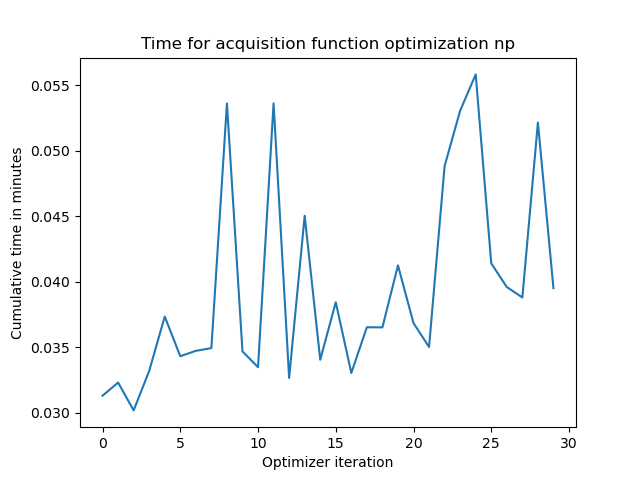 Time for acquisition function optimization np
0.055
0.050
0.045
0.040
0.035
0.030
Cumulative time in minutes
0 5 10 15 20 25 30
Optimizer iteration